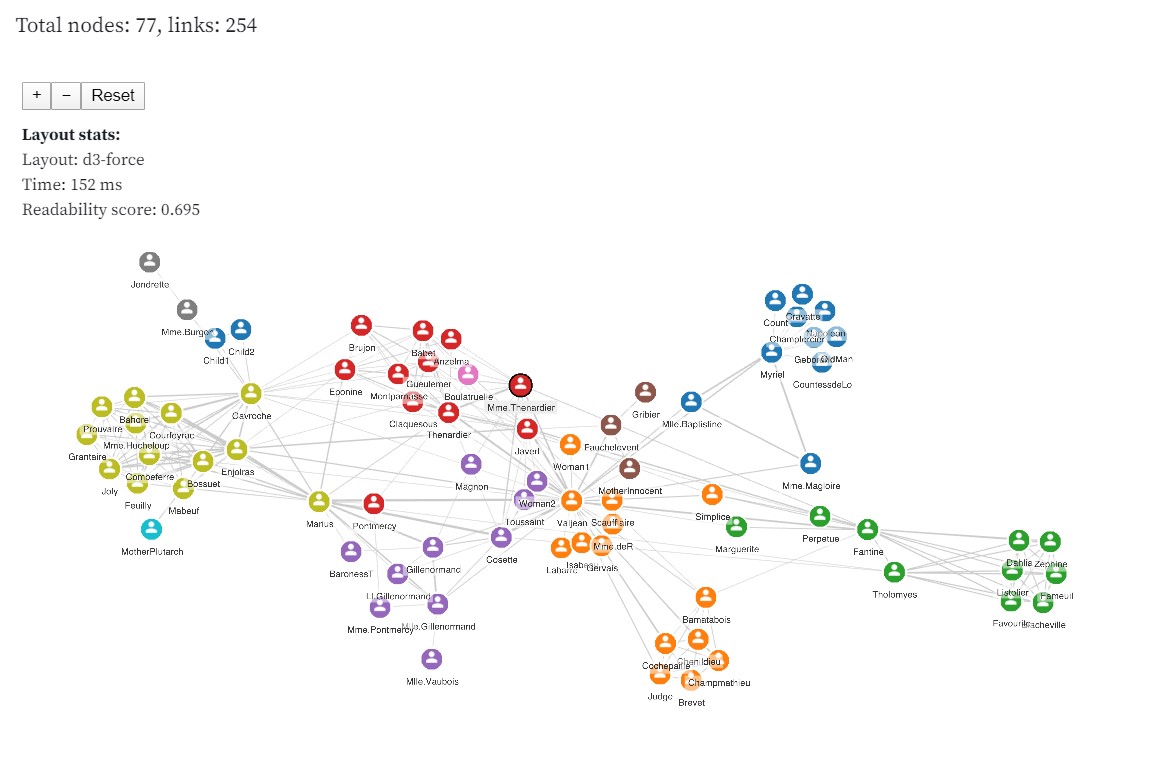 Total nodes: 77, links: 254
+ − Reset
Layout stats:
Layout: d3-force
Time: 152 ms
Readability score: 0.695
Jondrette
Mme.Burgon
Child1
Child2
Count
Cravatte
Napoleon
Champtercier
Geborand
OldMan
CountessdeLo
Myriel
Brujon
Babet
Anzelma
Eponine
Gueulemer
Montparnasse
Boulatruelle
Mme.Thenardier
Claquesous
Thenardier
Javert
Gavroche
Bahorel
Prouvaire
Courfeyrac
Mme.Hucheloup
Grantaire
Enjolras
Combeferre
Bossuet
Joly
Feuilly
Mabeuf
MotherPlutarch
Gribier
Mlle.Baptistine
Fauchelevent
Woman1
MotherInnocent
Mme.Magloire
Magnon
Woman2
Toussaint
Valjean
Scaufflaire
Simplice
Marius
Pontmercy
Cosette
Mme.deR
Isabeau
Labarre
Gervais
Marguerite
Perpetue
Fantine
Tholomyes
Dahlia
Zephine
Listolier
Fameuil
Favourite
Blacheville
BaronessT
Gillenormand
Lt.Gillenormand
Mme.Pontmercy
Mlle.Gillenormand
Mlle.Vaubois
Bamatabois
Cochepaille
Chenildieu
Champmathieu
Judge
Brevet